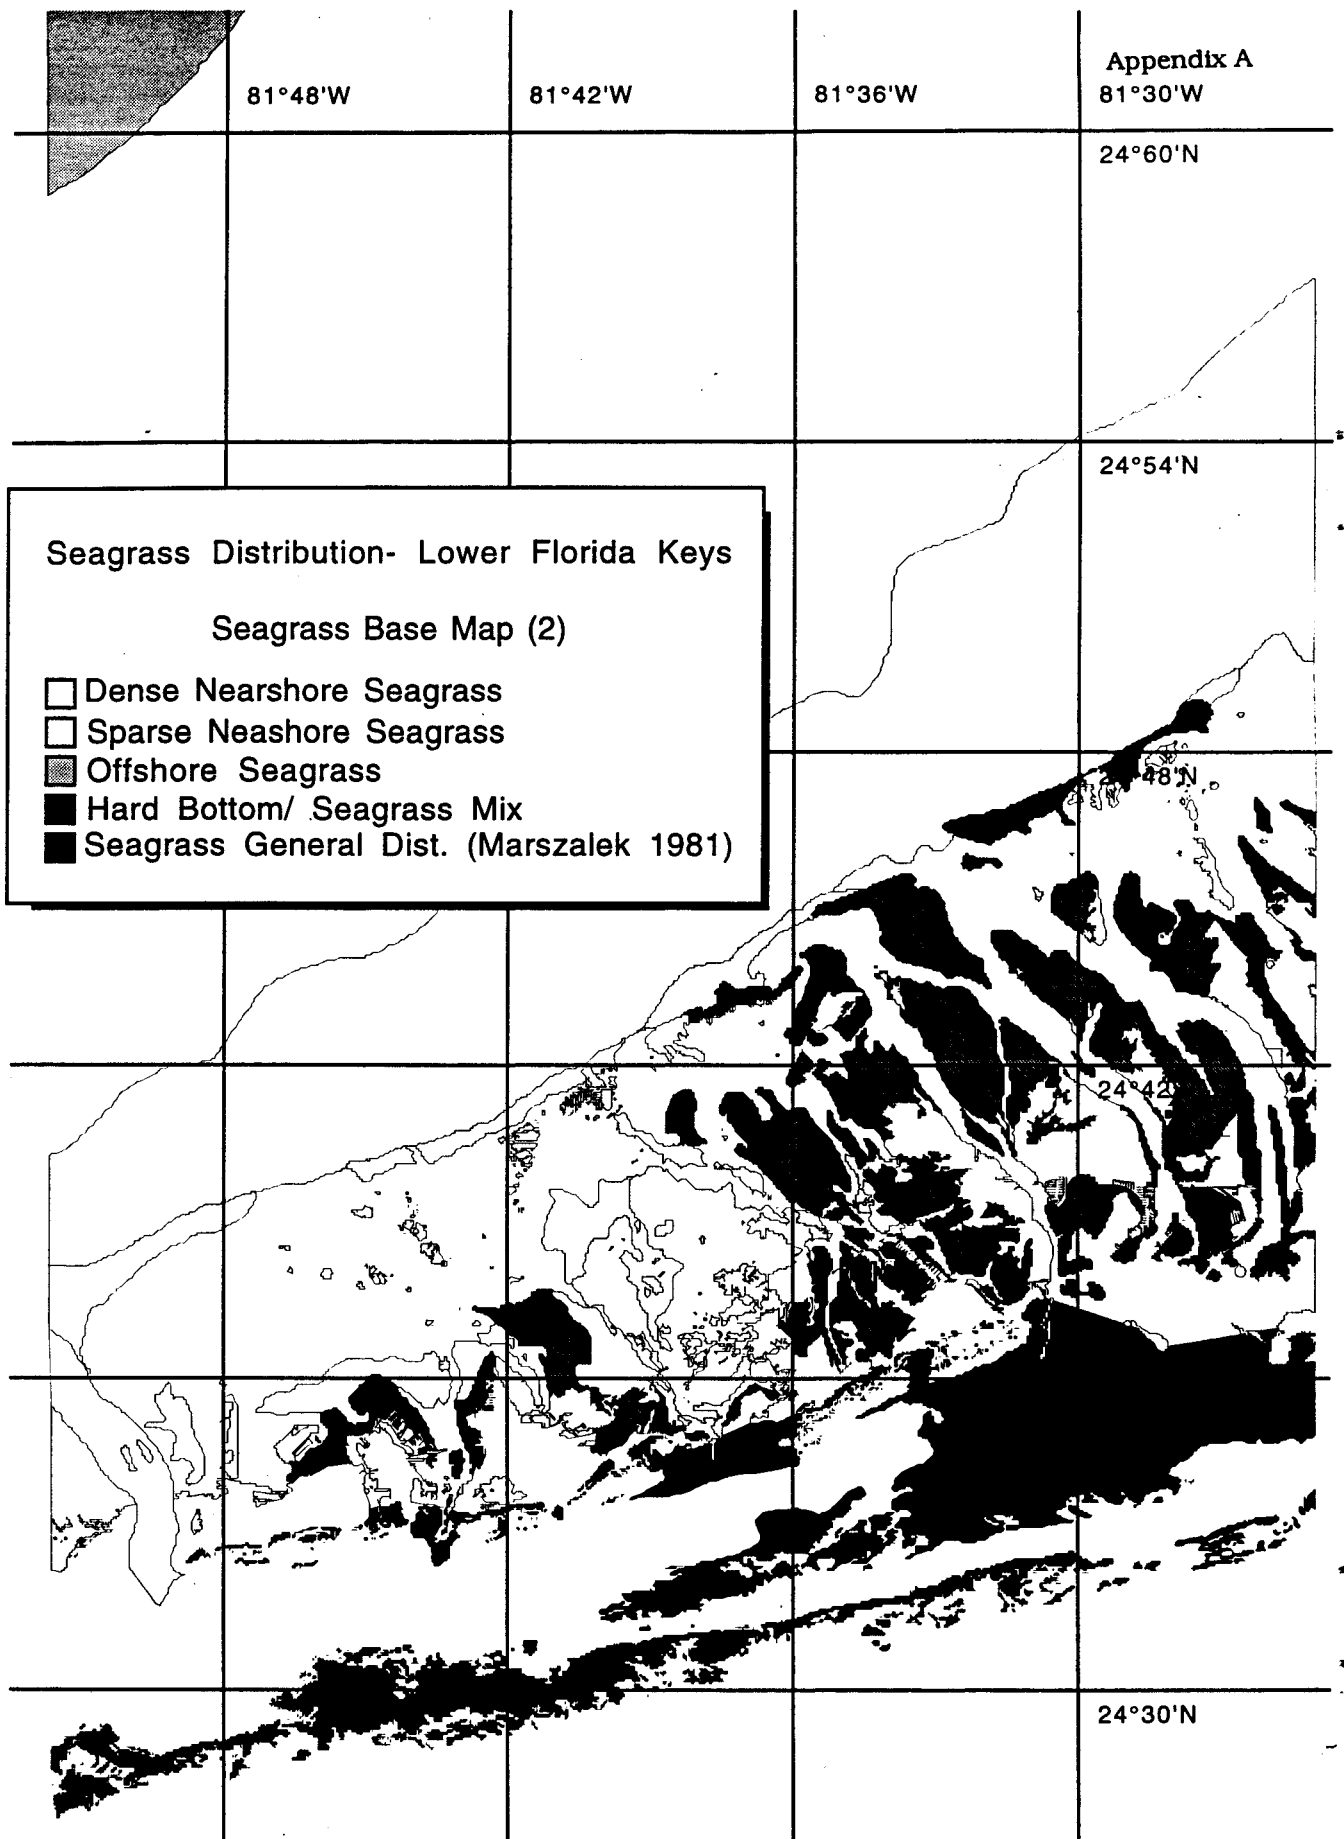 Appendix A
81°48'W 81°42'W 81°36'W 81°30'W
24°60'N
24°54'N
Seagrass Distribution- Lower Florida Keys
Seagrass Base Map (2)
Dense Nearshore Seagrass
Sparse Neashore Seagrass
Offshore Seagrass
Hard Bottom/ Seagrass Mix
Seagrass General Dist. (Marszalek 1981)
48'N
24°42'
24°30'N